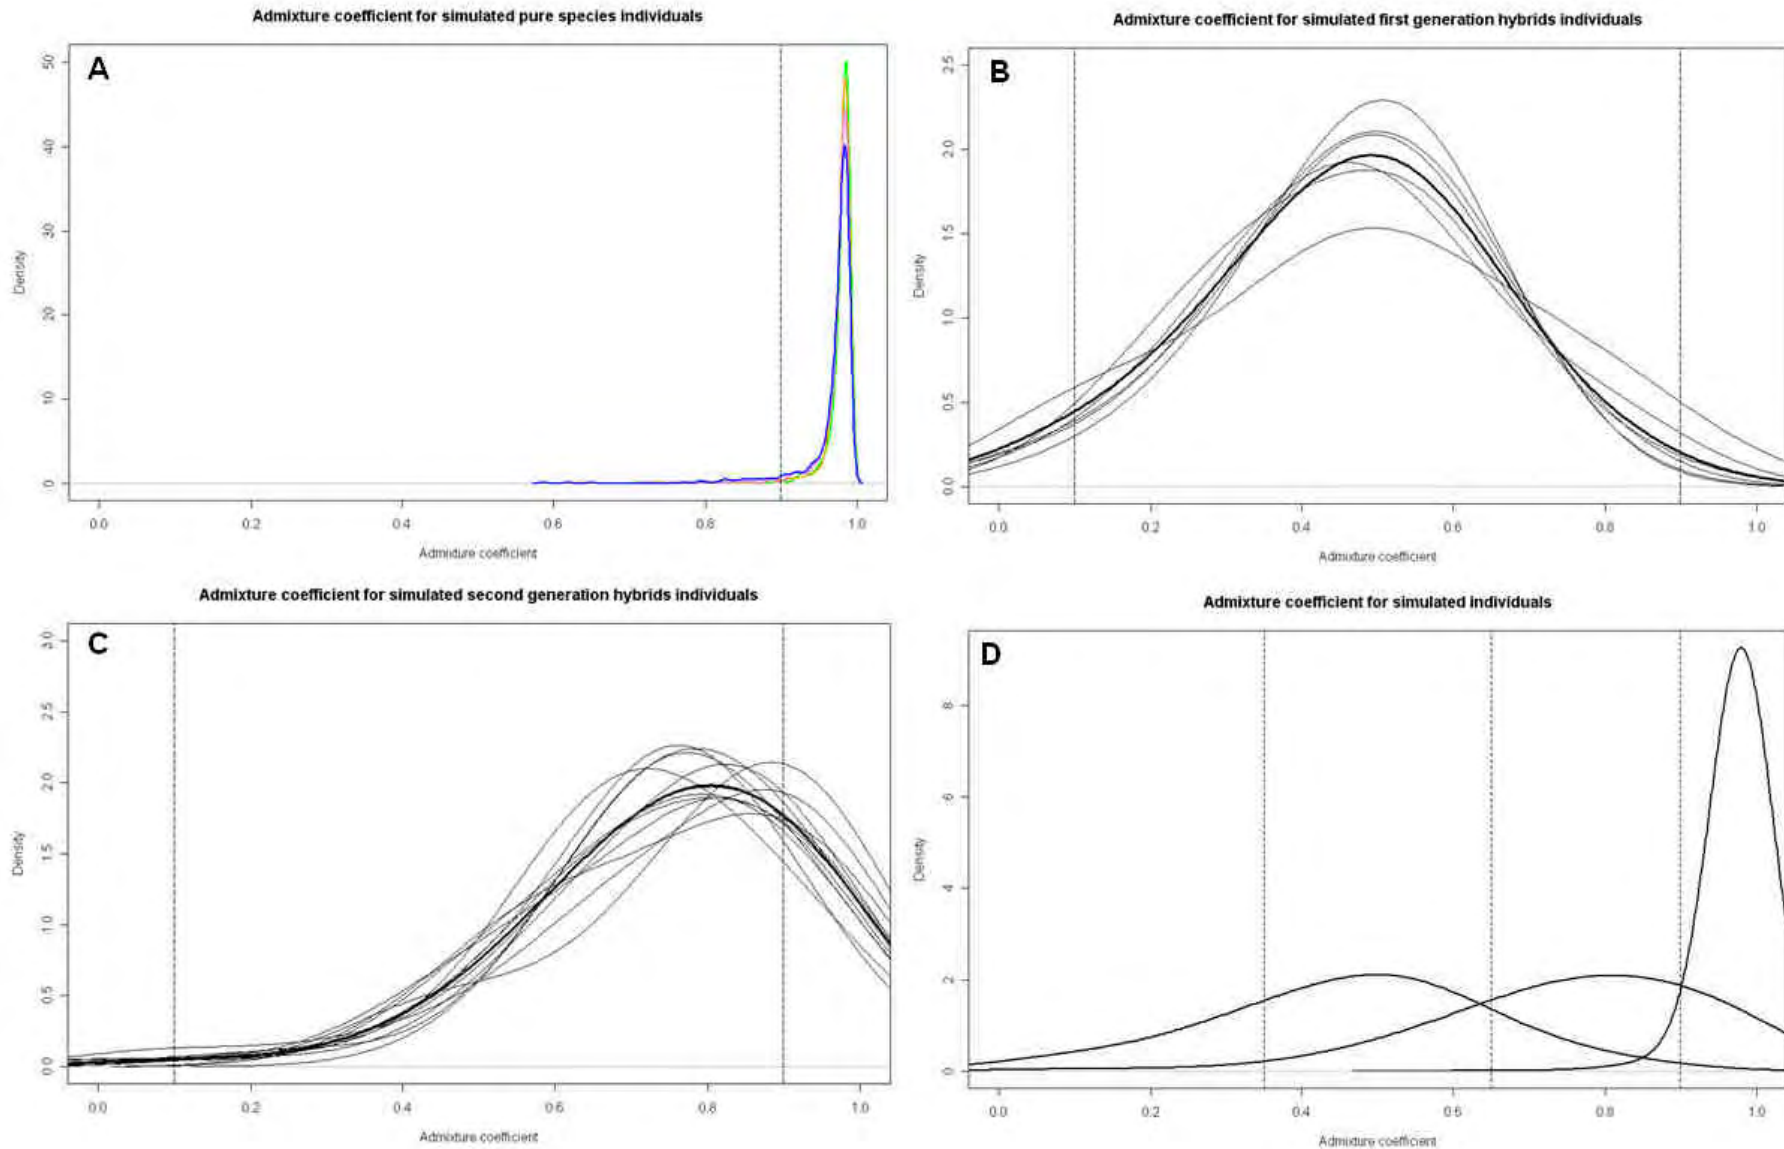 Admixture coefficient for simulated pure species individuals
A
50
40
30
20
10
0
Density
0.0 0.2 0.4 0.6 0.8 1.0
Admixture coefficient
Admixture coefficient for simulated first generation hybrids individuals
B
2.5
2.0
1.5
1.0
0.5
0.0
Density
0.0 0.2 0.4 0.6 0.8 1.0
Admixture coefficient
Admixture coefficient for simulated second generation hybrids individuals
C
3.0
2.5
2.0
1.5
1.0
0.5
0.0
Density
0.0 0.2 0.4 0.6 0.8 1.0
Admixture coefficient
Admixture coefficient for simulated individuals
D
8
6
4
2
0
Density
0.0 0.2 0.4 0.6 0.8 1.0
Admixture coefficient